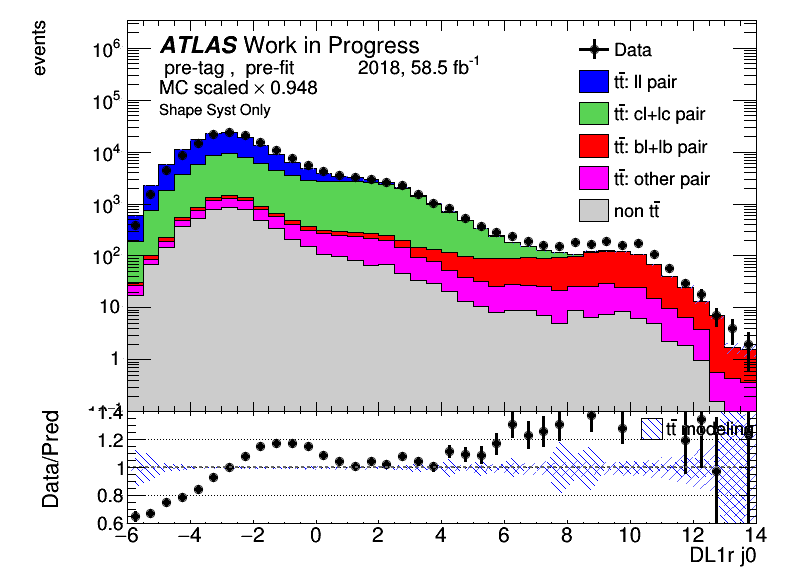 events
10^6
10^5
10^4
10^3
10^2
10
1
ATLAS Work in Progress
pre-tag , pre-fit 2018, 58.5 fb^-1
MC scaled × 0.948
Shape Syst Only
Data
tt̄: ll pair
tt̄: cl+lc pair
tt̄: bl+lb pair
tt̄: other pair
non tt̄
Data/Pred
1.4
1.2
1
0.8
0.6
tt̄ modeling
−6 −4 −2 0 2 4 6 8 10 12 14
DL1r j0